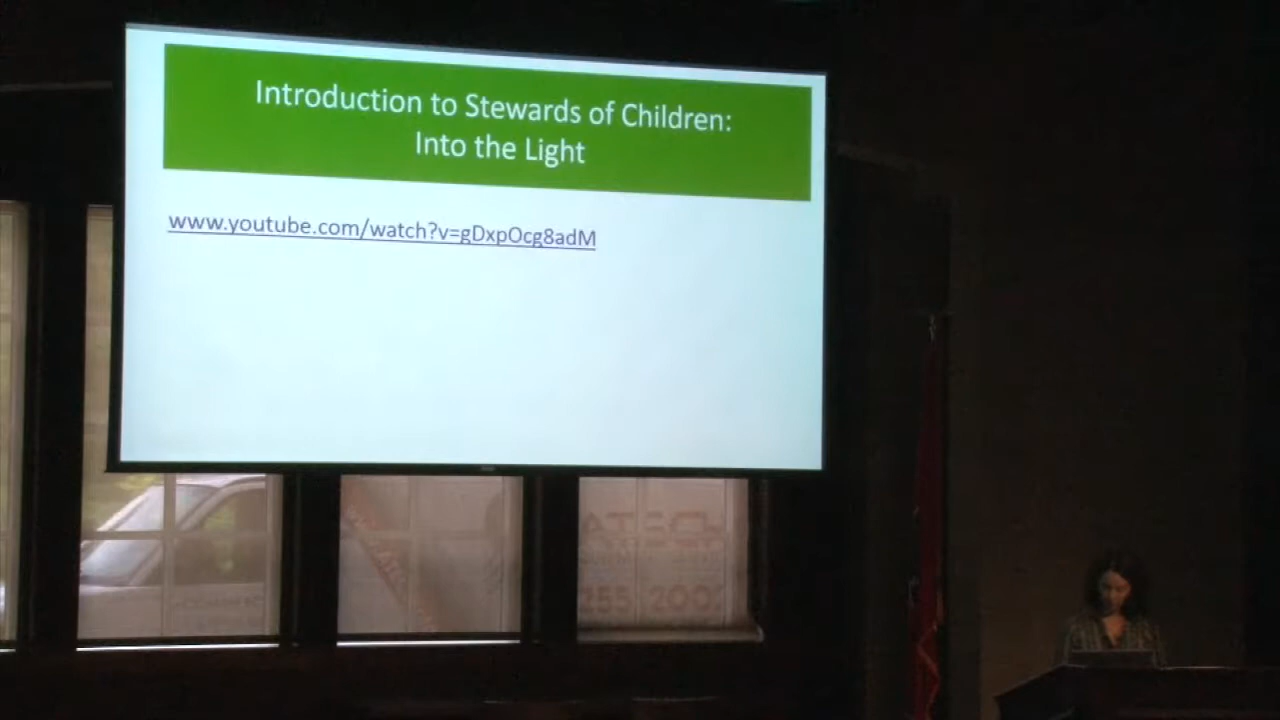 Introduction to Stewards of Children:
Into the Light
www.youtube.com/watch?v=gDxpOcg8adM